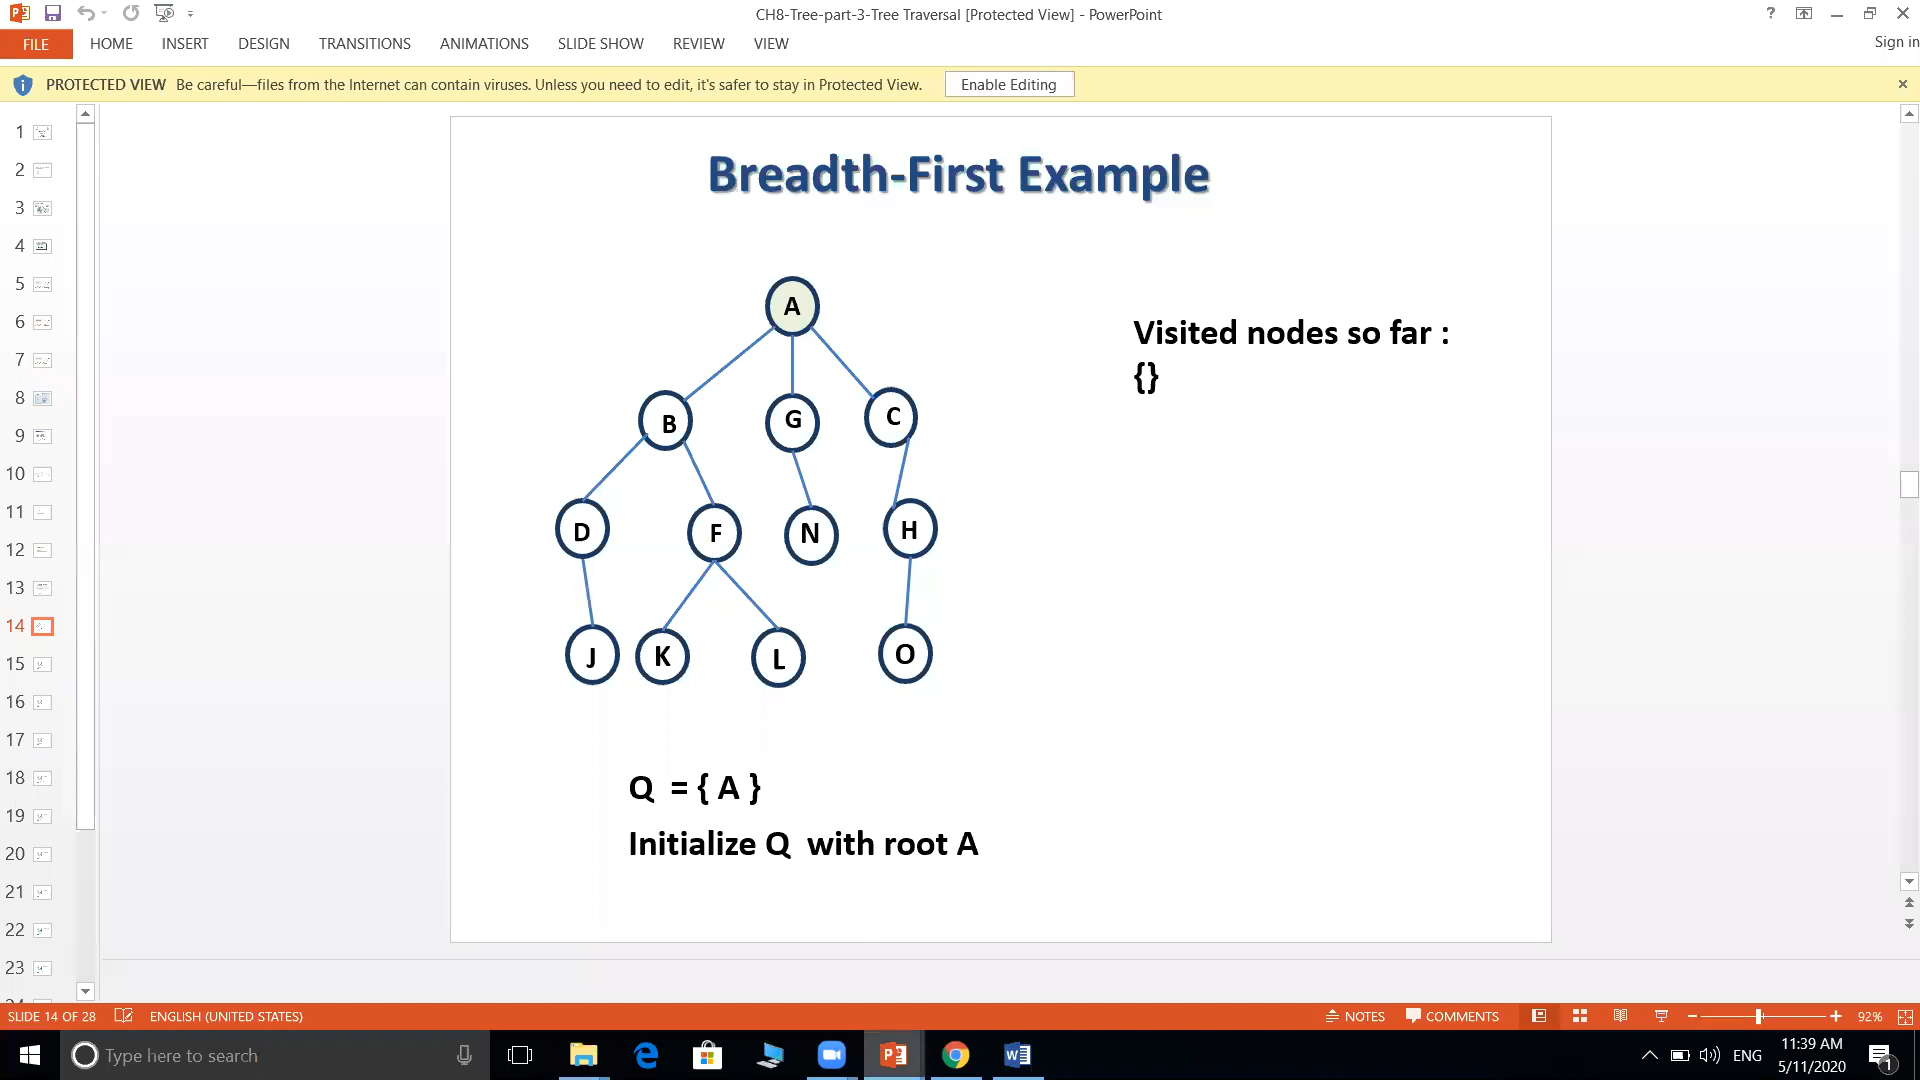 CH8-Tree-part-3-Tree Traversal [Protected View] - PowerPoint
FILE HOME INSERT DESIGN TRANSITIONS ANIMATIONS SLIDE SHOW REVIEW VIEW
Sign in
PROTECTED VIEW Be careful—files from the Internet can contain viruses. Unless you need to edit, it's safer to stay in Protected View. Enable Editing
1
2
3
4
5
6
7
8
9
10
11
12
13
14
15
16
17
18
19
20
21
22
23
Breadth-First Example
A
Visited nodes so far :
{}
B G C
D F N H
J K L O
Q = { A }
Initialize Q with root A
SLIDE 14 OF 28 ENGLISH (UNITED STATES) NOTES COMMENTS 92%
Type here to search
ENG
11:39 AM
5/11/2020
1